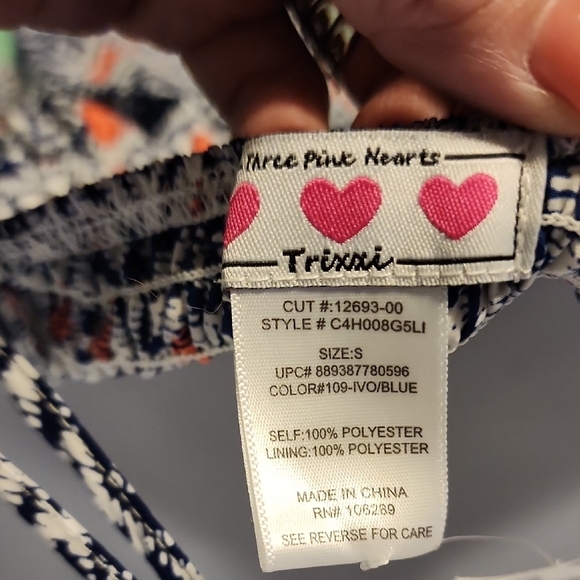 Three Pink Hearts
Trixxi
CUT #:12693-00
STYLE # C4H008G5LI
SIZE:S
UPC# 889387780596
COLOR#109-IVO/BLUE
SELF:100% POLYESTER
LINING:100% POLYESTER
MADE IN CHINA
RN# 106289
SEE REVERSE FOR CARE